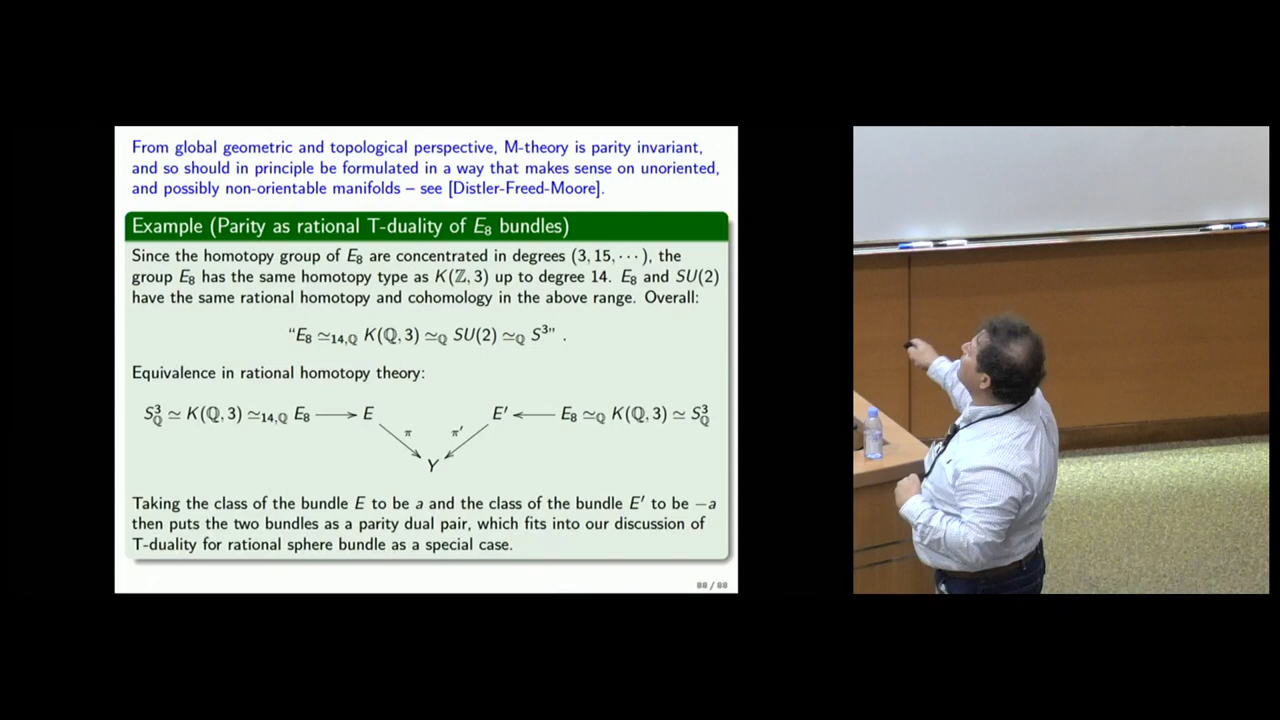 From global geometric and topological perspective, M-theory is parity invariant,
and so should in principle be formulated in a way that makes sense on unoriented,
and possibly non-orientable manifolds – see [Distler-Freed-Moore].
Example (Parity as rational T-duality of E₈ bundles)
Since the homotopy group of E₈ are concentrated in degrees (3, 15, ⋯), the
group E₈ has the same homotopy type as K(ℤ, 3) up to degree 14. E₈ and SU(2)
have the same rational homotopy and cohomology in the above range. Overall:
“E₈ ≃₁₄,ℚ K(ℚ, 3) ≃ℚ SU(2) ≃ℚ S³” .
Equivalence in rational homotopy theory:
S³ℚ ≃ K(ℚ, 3) ≃₁₄,ℚ E₈ ⟶ E E′ ⟵ E₈ ≃ℚ K(ℚ, 3) ≃ S³ℚ
π π′
Y
Taking the class of the bundle E to be a and the class of the bundle E′ to be −a
then puts the two bundles as a parity dual pair, which fits into our discussion of
T-duality for rational sphere bundle as a special case.
88 / 88